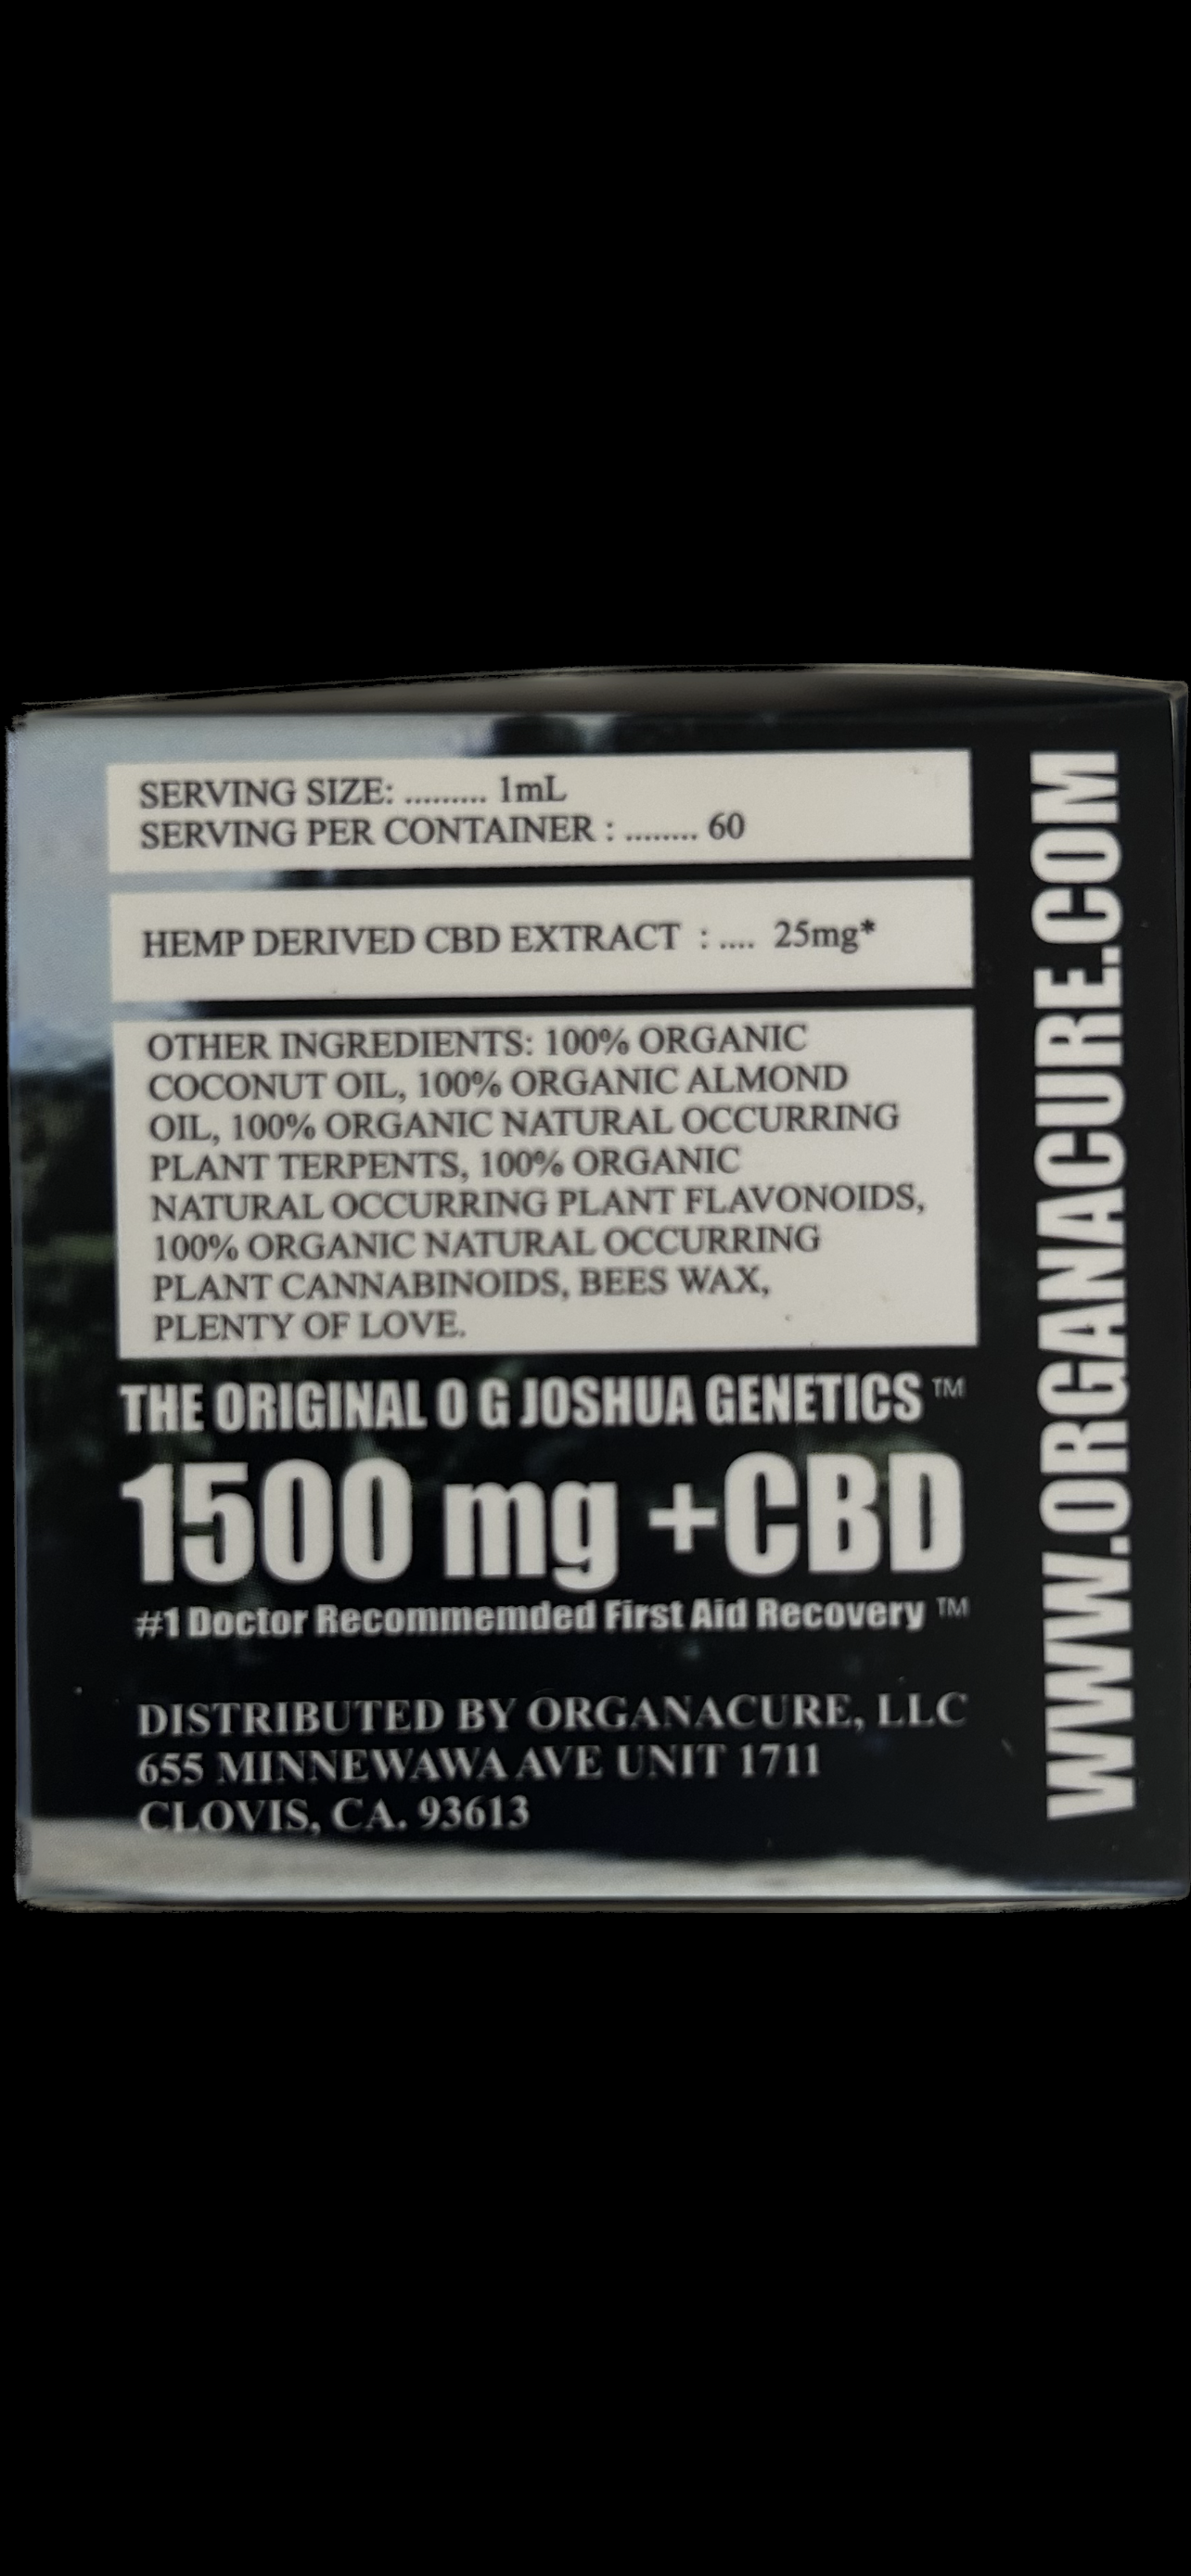 SERVING SIZE: ......... 1mL
SERVING PER CONTAINER : ........ 60
HEMP DERIVED CBD EXTRACT : .... 25mg*
OTHER INGREDIENTS: 100% ORGANIC
COCONUT OIL, 100% ORGANIC ALMOND
OIL, 100% ORGANIC NATURAL OCCURRING
PLANT TERPENTS, 100% ORGANIC
NATURAL OCCURRING PLANT FLAVONOIDS,
100% ORGANIC NATURAL OCCURRING
PLANT CANNABINOIDS, BEES WAX,
PLENTY OF LOVE.
THE ORIGINAL O G JOSHUA GENETICS ™
1500 mg +CBD
#1 Doctor Recommemded First Aid Recovery ™
DISTRIBUTED BY ORGANACURE, LLC
655 MINNEWAWA AVE UNIT 1711
CLOVIS, CA. 93613
WWW.ORGANACURE.COM